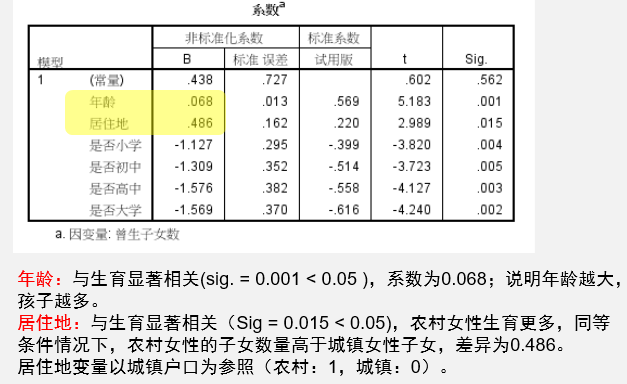 系数a
非标准化系数 标准系数
模型 B 标准 误差 试用版 t Sig.
1 (常量) .438 .727 .602 .562
年龄 .068 .013 .569 5.183 .001
居住地 .486 .162 .220 2.989 .015
是否小学 -1.127 .295 -.399 -3.820 .004
是否初中 -1.309 .352 -.514 -3.723 .005
是否高中 -1.576 .382 -.558 -4.127 .003
是否大学 -1.569 .370 -.616 -4.240 .002
a. 因变量: 曾生子女数
年龄：与生育显著相关(sig. = 0.001 < 0.05 )，系数为0.068；说明年龄越大，
孩子越多。
居住地：与生育显著相关（Sig = 0.015 < 0.05)，农村女性生育更多，同等
条件情况下，农村女性的子女数量高于城镇女性子女，差异为0.486。
居住地变量以城镇户口为参照（农村：1，城镇：0）。